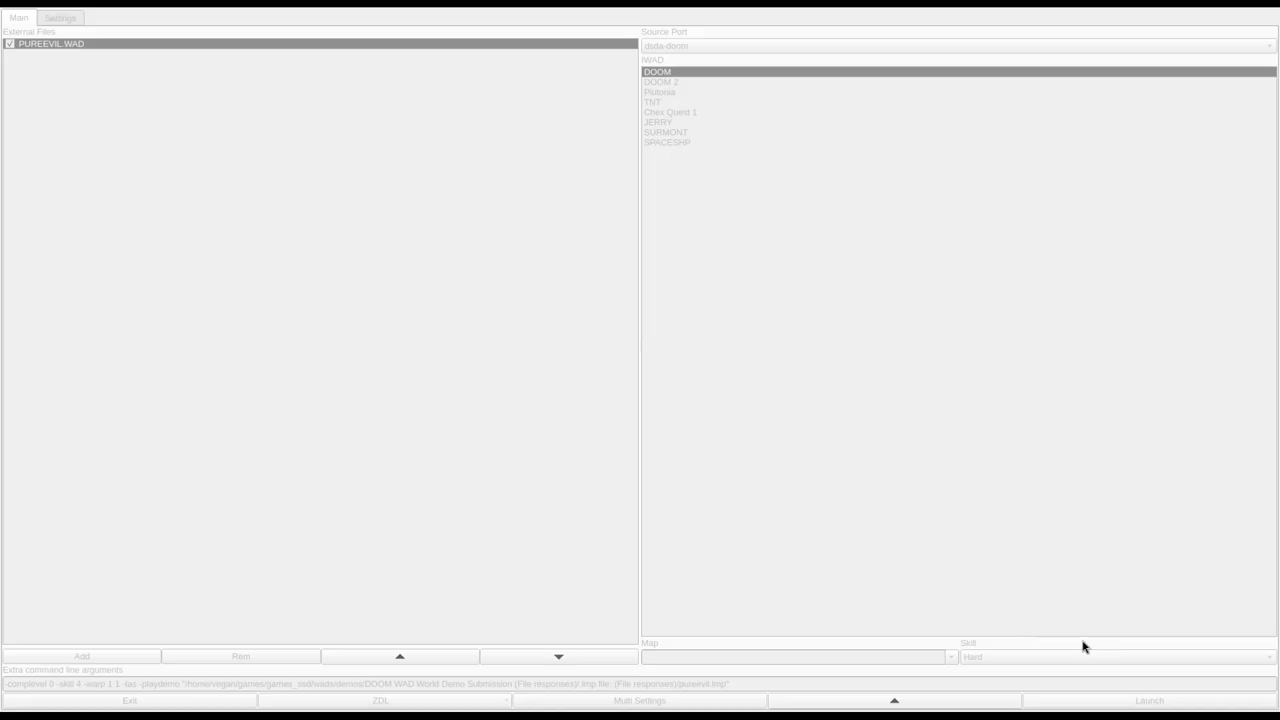 Main Settings
External Files
PUREEVIL.WAD
Source Port
dsda-doom
IWAD
DOOM
DOOM 2
Plutonia
TNT
Chex Quest 1
JERRY
SURMONT
SPACESHP
Map Skill
Hard
Add Rem
Extra command line arguments
-complevel 0 -skill 4 -warp 1 1 -tas -playdemo "/home/vegan/games/games_ssd/wads/demos/DOOM WAD World Demo Submission (File responses)/.lmp file: (File responses)/pureevil.lmp"
Exit ZDL Multi Settings Launch